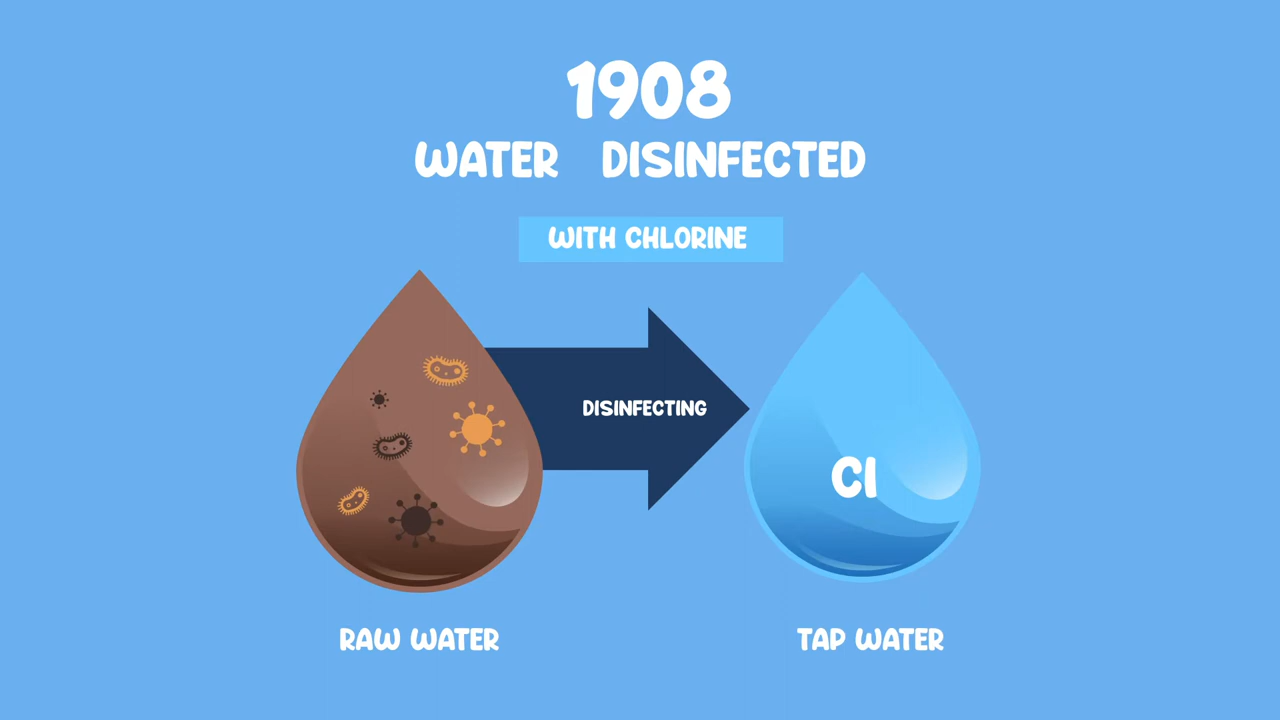 1908
WATER DISINFECTED
WITH CHLORINE
DISINFECTING
Cl
RAW WATER
TAP WATER